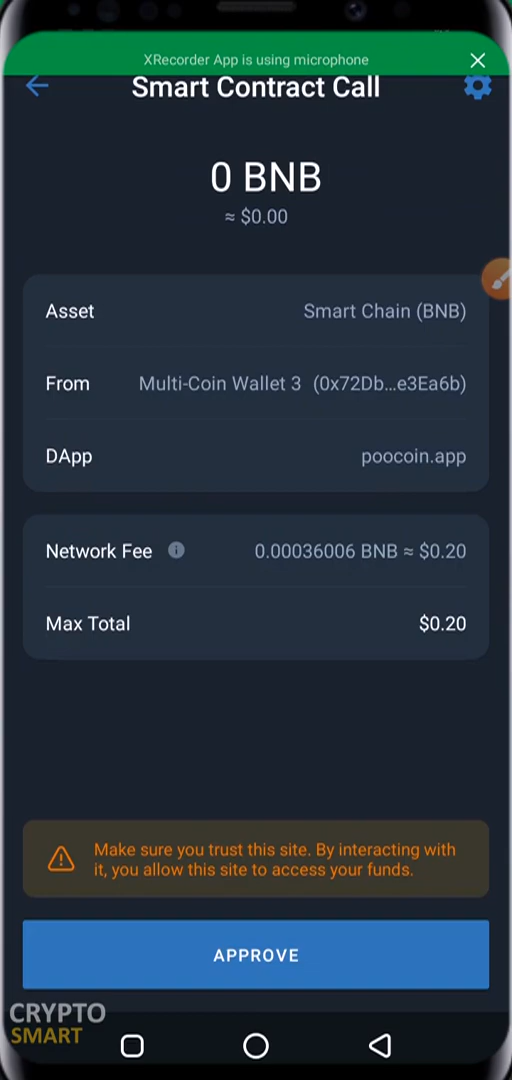 XRecorder App is using microphone
Smart Contract Call
0 BNB
≈ $0.00
Asset Smart Chain (BNB)
From Multi-Coin Wallet 3 (0x72Db...e3Ea6b)
DApp poocoin.app
Network Fee 0.00036006 BNB ≈ $0.20
Max Total $0.20
Make sure you trust this site. By interacting with
it, you allow this site to access your funds.
APPROVE
CRYPTO
SMART